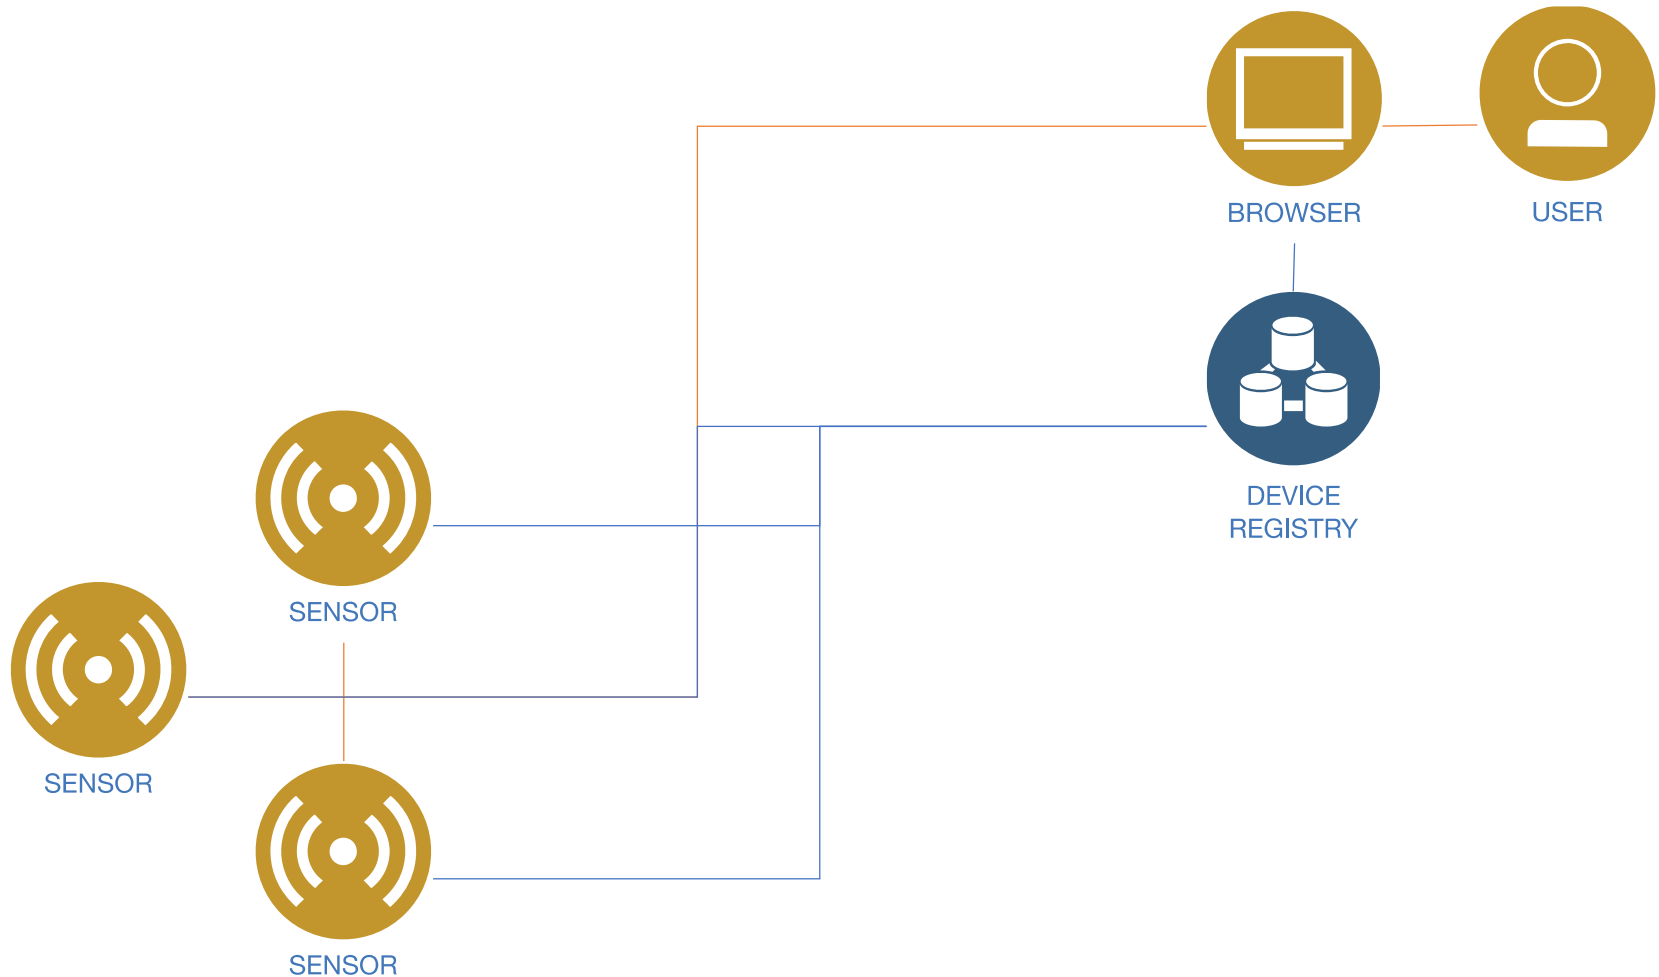 BROWSER
USER
DEVICE
REGISTRY
SENSOR
SENSOR
SENSOR